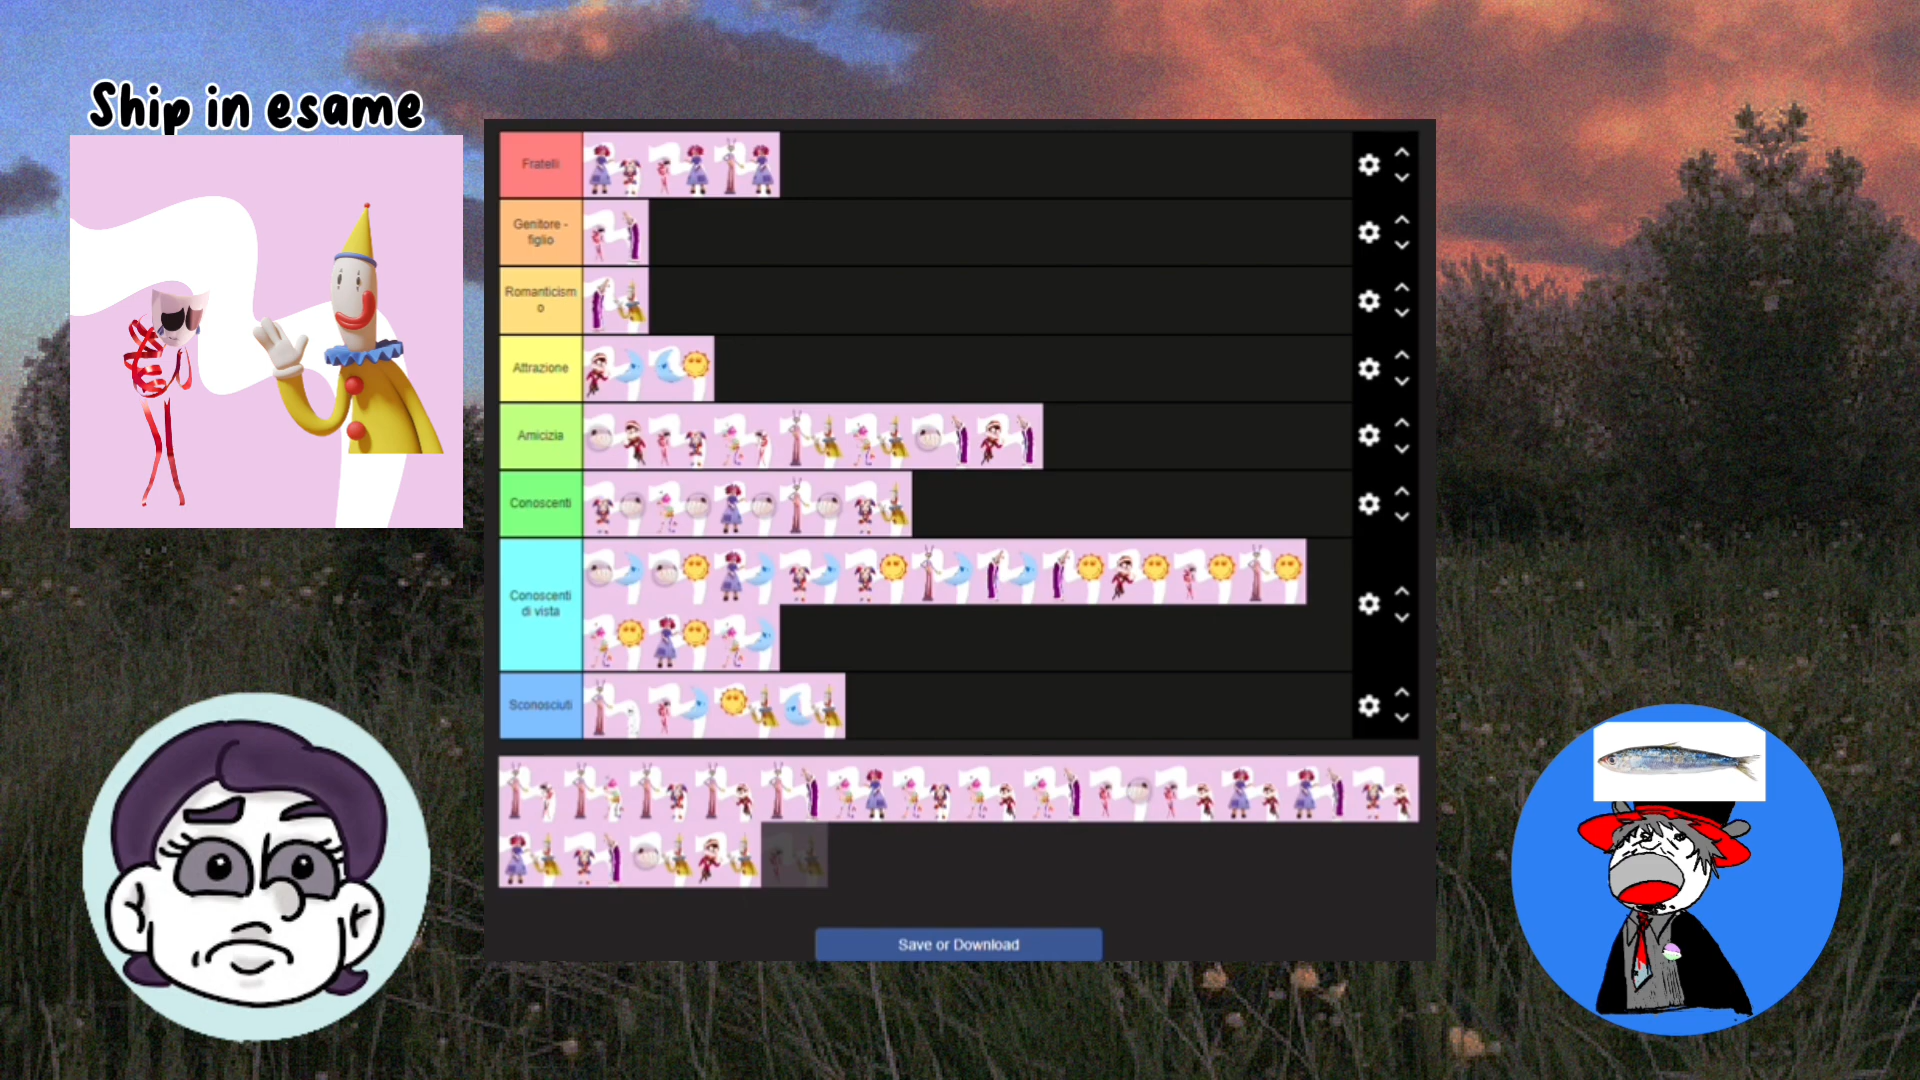 Ship in esame
Fratelli
Genitore -
figlio
Romanticism
o
Attrazione
Amicizia
Conoscenti
Conoscenti
di vista
Sconosciuti
Save or Download